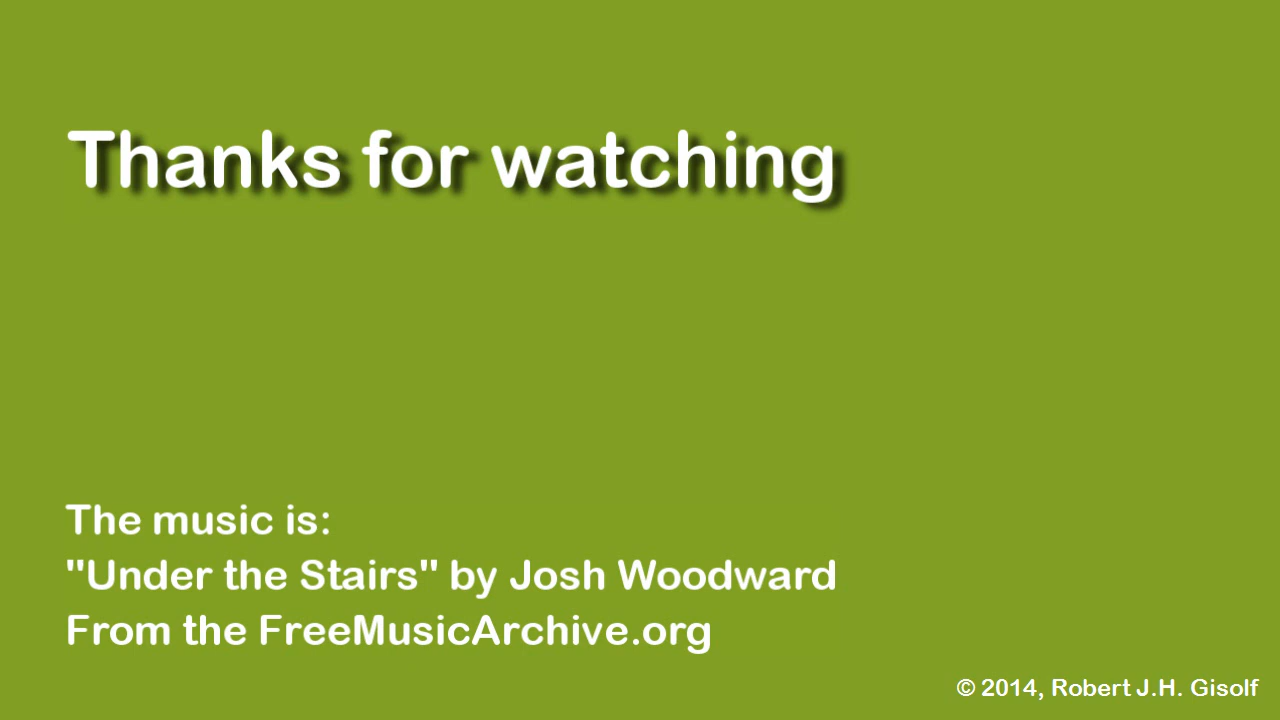 Thanks for watching
The music is:
"Under the Stairs" by Josh Woodward
From the FreeMusicArchive.org
© 2014, Robert J.H. Gisolf